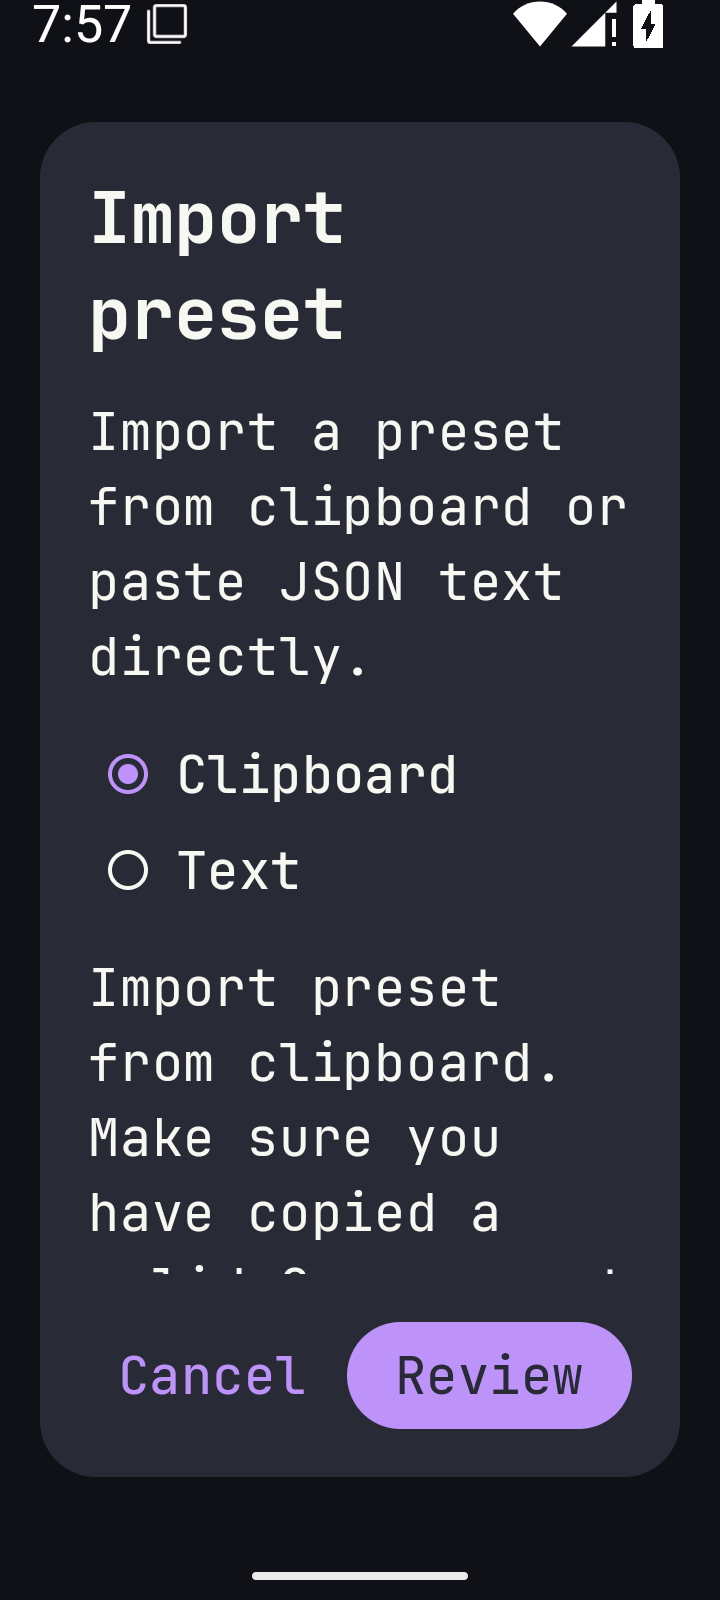 7:57
Import
preset
Import a preset
from clipboard or
paste JSON text
directly.
Clipboard
Text
Import preset
from clipboard.
Make sure you
have copied a
Cancel
Review